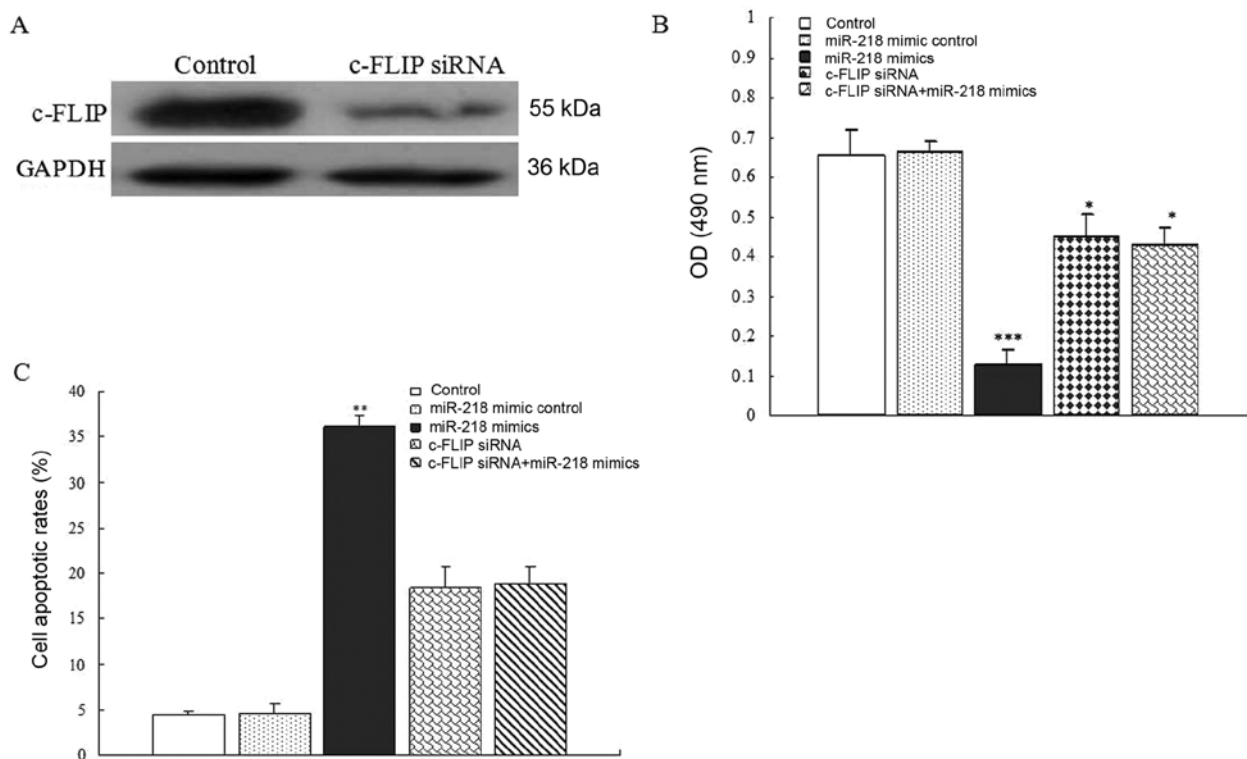 A
Control c-FLIP siRNA
c-FLIP 55 kDa
GAPDH 36 kDa
B
Control
miR-218 mimic control
miR-218 mimics
c-FLIP siRNA
c-FLIP siRNA+miR-218 mimics
1
0.9
0.8
0.7
0.6
0.5
0.4
0.3
0.2
0.1
0
OD (490 nm)
***
*
*
C
Control
miR-218 mimic control
miR-218 mimics
c-FLIP siRNA
c-FLIP siRNA+miR-218 mimics
40
35
30
25
20
15
10
5
0
Cell apoptotic rates (%)
**